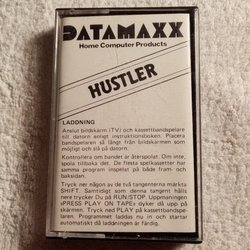 DATAMAXX
Home Computer Products
HUSTLER
LADDNING
Anslut bildskärm (TV) och kassettbandspelare
till datorn enligt instruktionsboken. Placera
bandspelaren så långt från bildskärmen som
möjligt och slå på datorn.
Kontrollera om bandet är återspolat. Om inte,
spola tillbaka det. De flesta spelkassetter har
samma program inspelat på både fram- och
baksidan.
Tryck ner någon av de två tangenterna märkta
SHIFT. Samtidigt som denna tangent hålls
nere trycker Du på RUN/STOP. Uppmaningen
»PRESS PLAY ON TAPE» dyker då upp på
skärmen. Tryck ned PLAY på kassettbandspe-
laren. Programmet laddas nu in och startar
automatiskt då laddningen är färdig.